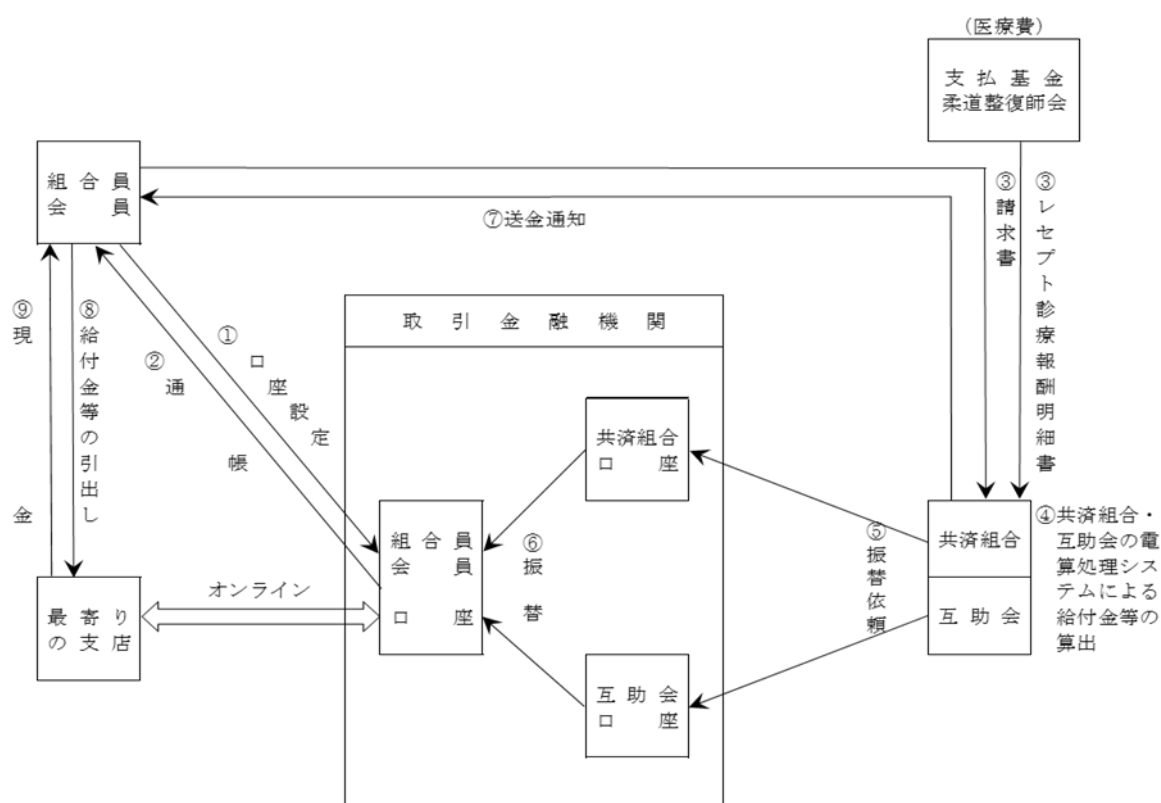 (医療費)
支払基金
柔道整復師会
組合員
会員
③請求書
③レセプト診療報酬明細書
⑦送金通知
取引金融機関
①口座設定
②通帳
⑨現金
⑧給付金等の引出し
共済組合
口座
組合員
会員
口座
⑥振替
⑤振替依頼
共済組合
互助会
④共済組合・
互助会の電
算処理シス
テムによる
給付金等の
算出
オンライン
最寄り
の支店
互助会
口座